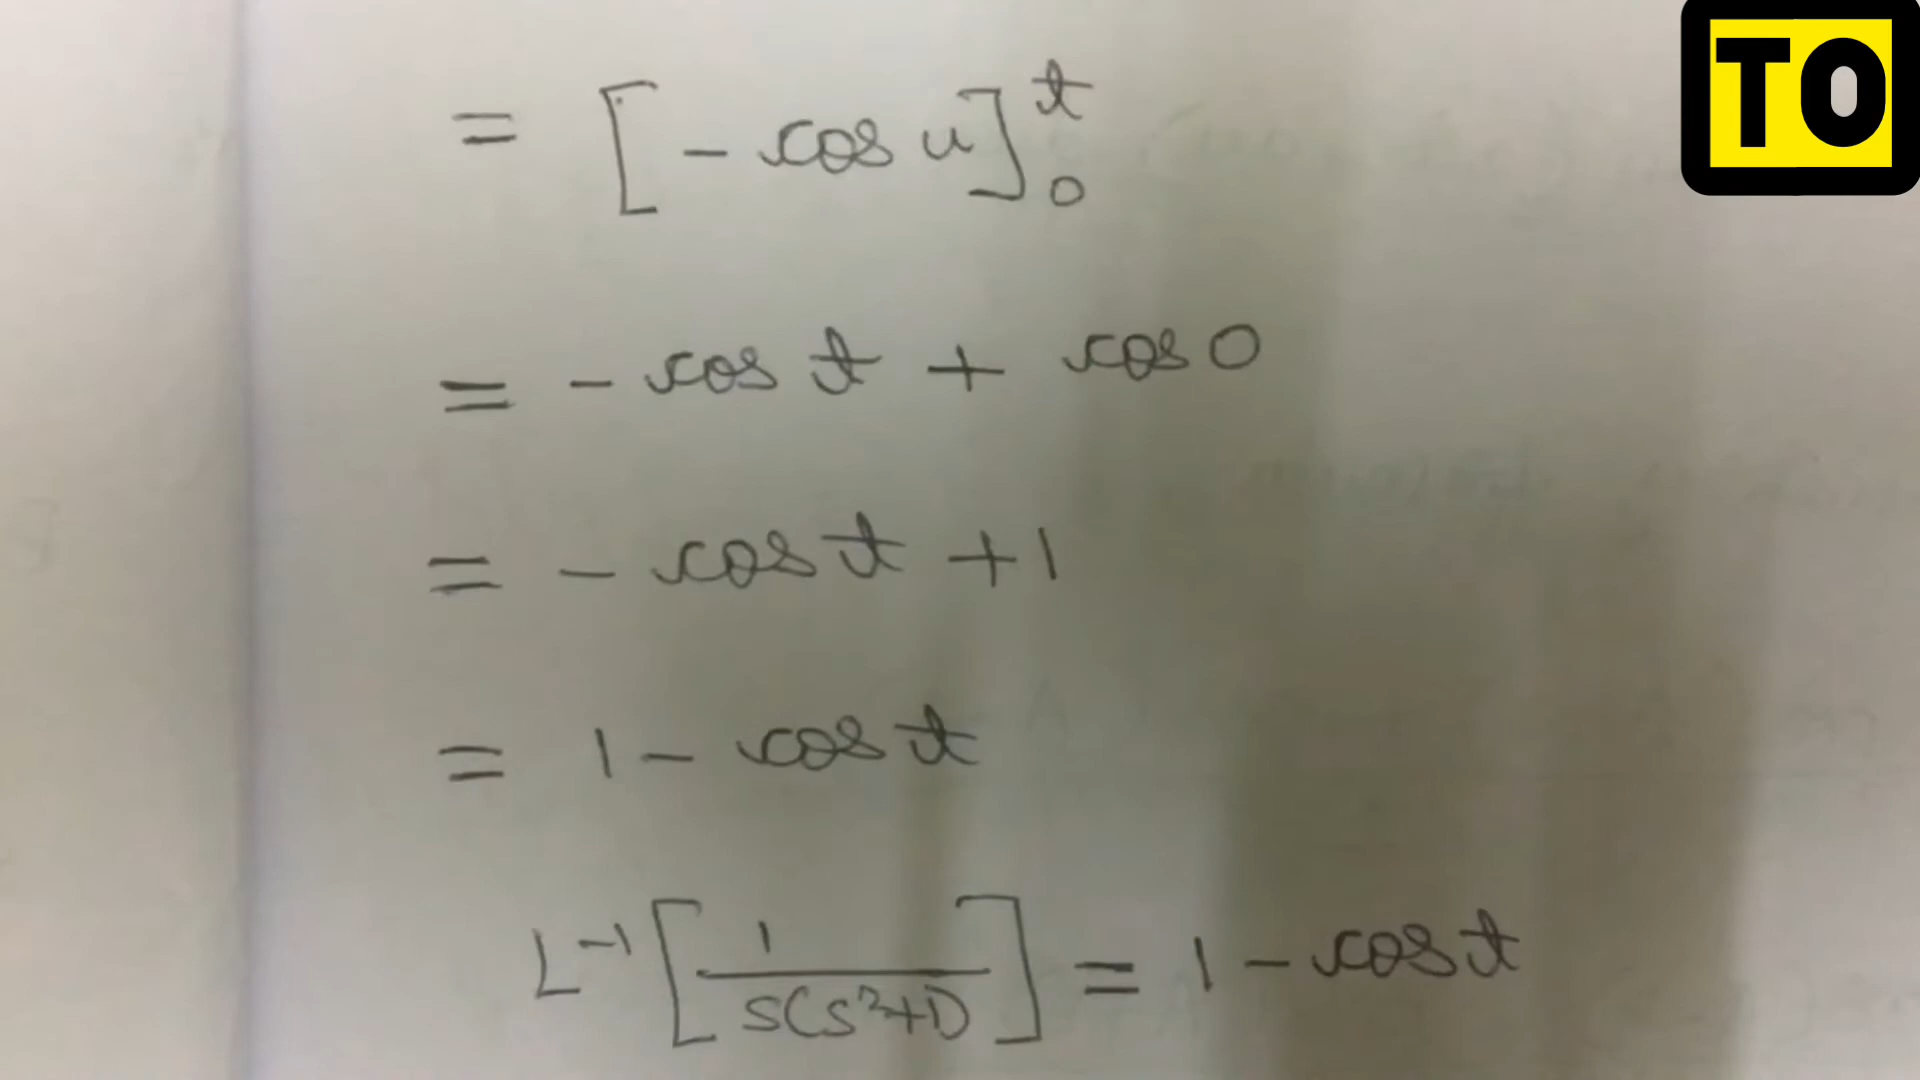 TO
= [- cos u]₀ᵗ
= - cos t + cos 0
= - cos t + 1
= 1 - cos t
L⁻¹ [1 / s(s²+1)] = 1 - cos t